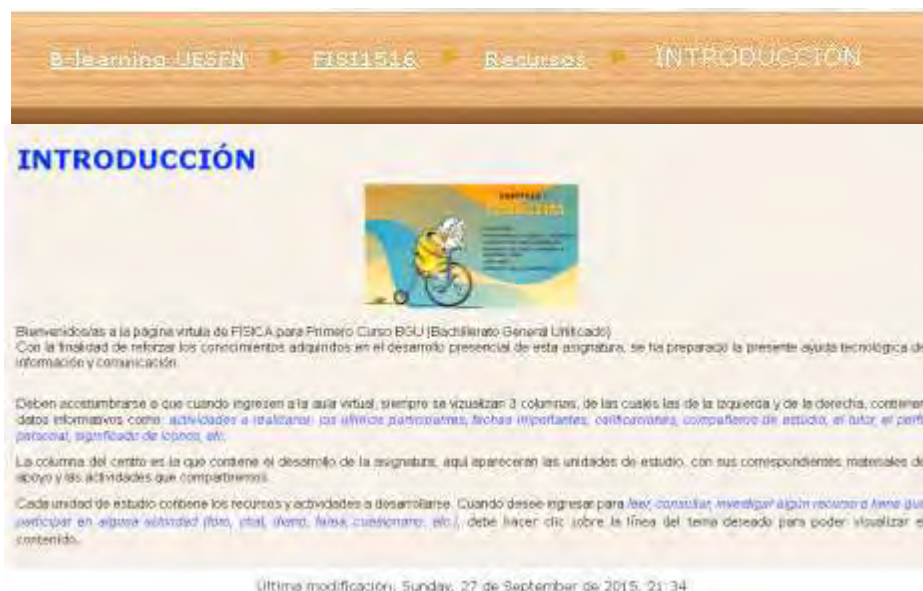 B-learning UESFN ► FISI1516 ► Recursos ► INTRODUCCIÓN
INTRODUCCIÓN
Bienvenidos/as a la página virtula de FÍSICA para Primero Curso BGU (Bachillerato General Unificado)
Con la finalidad de reforzar los conocimientos adquiridos en el desarrollo presencial de esta asignatura, se ha preparado la presente ayuda tecnológica de
información y comunicación.
Deben acostumbrarse a que cuando ingresen a la aula virtual, siempre se vizualizan 3 columnas, de las cuales las de la izquierda y de la derecha, contienen
datos informativos como: actividades a realizarse, los últimos participantes, fechas importantes, calificaciones, compañeros de estudio, el tutor, el perfil
personal, significado de iconos, etc.
La columna del centro es la que contiene el desarrollo de la asignatura, aquí aparecerán las unidades de estudio, con sus correspondientes materiales de
apoyo y las actividades que compartiremos.
Cada unidad de estudio contiene los recursos y actividades a desarrollarse. Cuando desee ingresar para leer, consultar, investigar algún recurso o tiene que
participar en alguna actividad (foro, chat, diario, tarea, cuestionario, etc.), debe hacer clic sobre la línea del tema deseado para poder visualizar el
contenido.
Última modificación: Sunday, 27 de September de 2015, 21:34